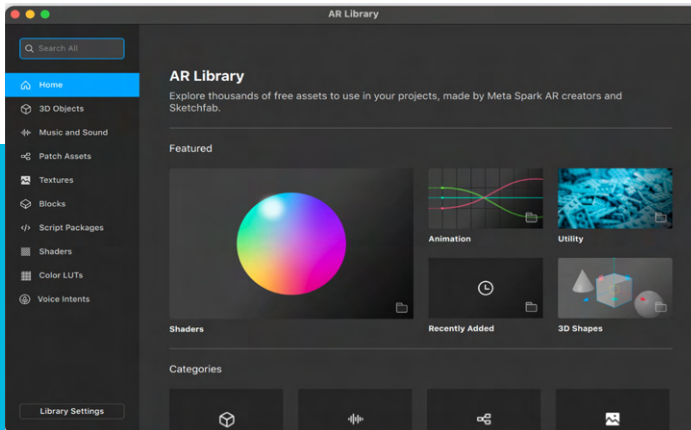 AR Library
Search All
Home
3D Objects
Music and Sound
Patch Assets
Textures
Blocks
Script Packages
Shaders
Color LUTs
Voice Intents
Library Settings
AR Library
Explore thousands of free assets to use in your projects, made by Meta Spark AR creators and
Sketchfab.
Featured
Shaders
Animation
Utility
Recently Added
3D Shapes
Categories